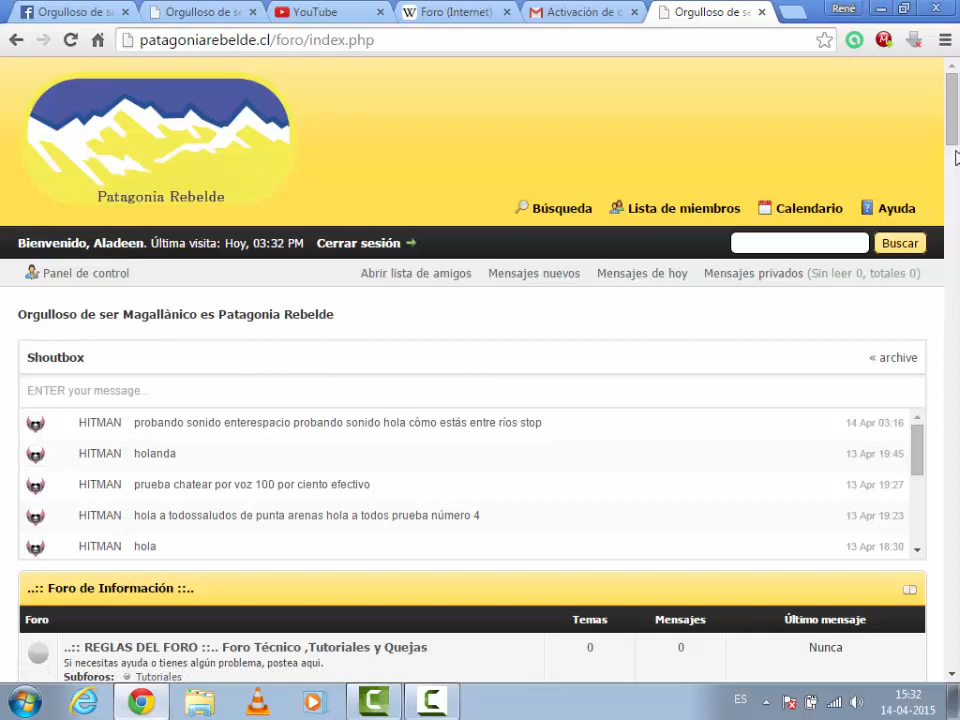 Orgulloso de se
Orgulloso de se
YouTube
Foro (Internet)
Activación de c
Orgulloso de se
René
patagoniarebelde.cl/foro/index.php
Patagonia Rebelde
Búsqueda
Lista de miembros
Calendario
Ayuda
Bienvenido, Aladeen. Última visita: Hoy, 03:32 PM Cerrar sesión
Buscar
Panel de control
Abrir lista de amigos
Mensajes nuevos
Mensajes de hoy
Mensajes privados (Sin leer 0, totales 0)
Orgulloso de ser Magallánico es Patagonia Rebelde
Shoutbox
« archive
ENTER your message...
HITMAN probando sonido enterespacio probando sonido hola cómo estás entre ríos stop 14 Apr 03:16
HITMAN holanda 13 Apr 19:45
HITMAN prueba chatear por voz 100 por ciento efectivo 13 Apr 19:27
HITMAN hola a todossaludos de punta arenas hola a todos prueba número 4 13 Apr 19:23
HITMAN hola 13 Apr 18:30
..:: Foro de Información ::..
Foro Temas Mensajes Último mensaje
..:: REGLAS DEL FORO ::.. Foro Técnico ,Tutoriales y Quejas 0 0 Nunca
Si necesitas ayuda o tienes algún problema, postea aqui.
Subforos: Tutoriales
ES
15:32
14-04-2015